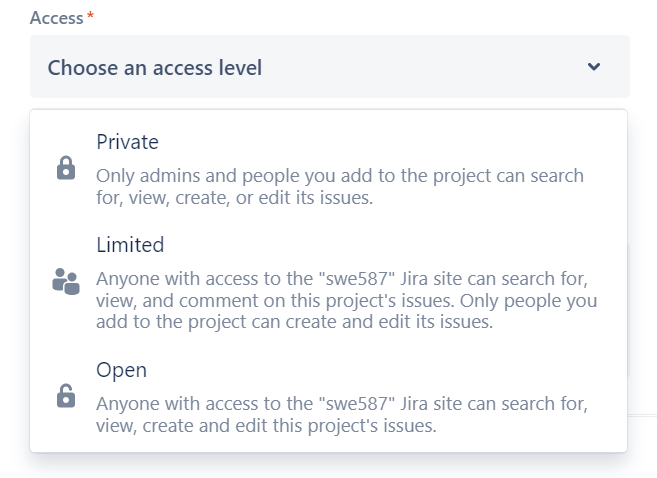 Access *
Choose an access level
Private
Only admins and people you add to the project can search
for, view, create, or edit its issues.
Limited
Anyone with access to the "swe587" Jira site can search for,
view, and comment on this project's issues. Only people you
add to the project can create and edit its issues.
Open
Anyone with access to the "swe587" Jira site can search for,
view, create and edit this project's issues.